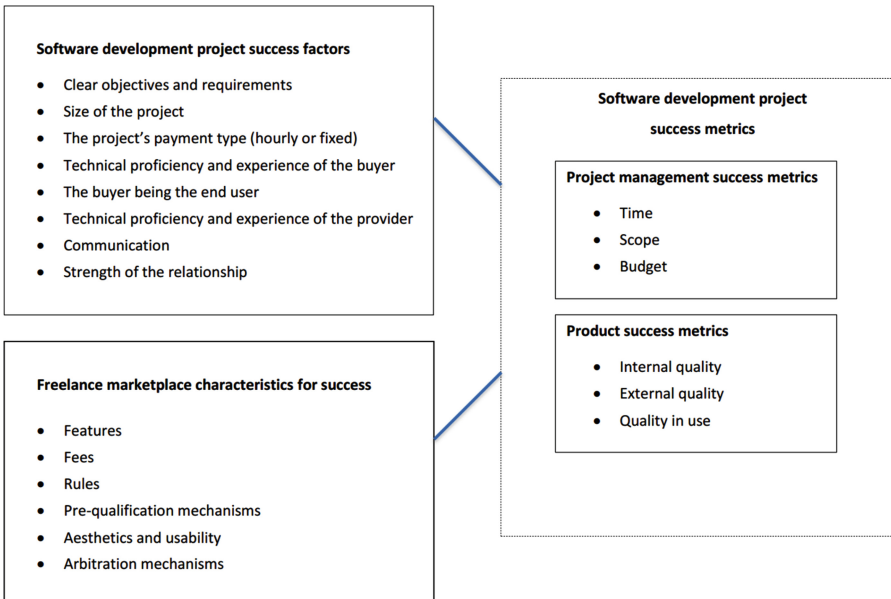 Software development project success factors
• Clear objectives and requirements
• Size of the project
• The project's payment type (hourly or fixed)
• Technical proficiency and experience of the buyer
• The buyer being the end user
• Technical proficiency and experience of the provider
• Communication
• Strength of the relationship
Freelance marketplace characteristics for success
• Features
• Fees
• Rules
• Pre-qualification mechanisms
• Aesthetics and usability
• Arbitration mechanisms
Software development project
success metrics
Project management success metrics
• Time
• Scope
• Budget
Product success metrics
• Internal quality
• External quality
• Quality in use